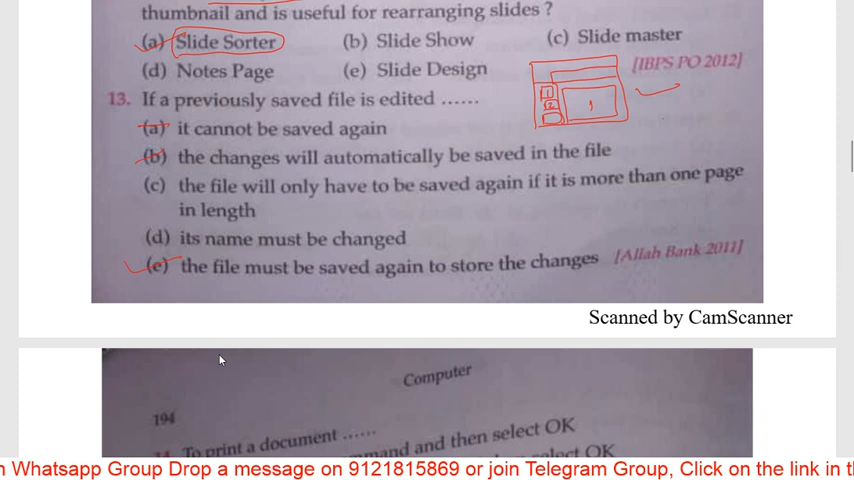 thumbnail and is useful for rearranging slides ?
(a) Slide Sorter (b) Slide Show (c) Slide master
(d) Notes Page (e) Slide Design [IBPS PO 2012]
13. If a previously saved file is edited ......
(a) it cannot be saved again
(b) the changes will automatically be saved in the file
(c) the file will only have to be saved again if it is more than one page
in length
(d) its name must be changed
(e) the file must be saved again to store the changes [Allah Bank 2011]
1
2
1
Scanned by CamScanner
Computer
194
To print a document ......
mmand and then select OK
select OK
n Whatsapp Group Drop a message on 9121815869 or join Telegram Group, Click on the link in th